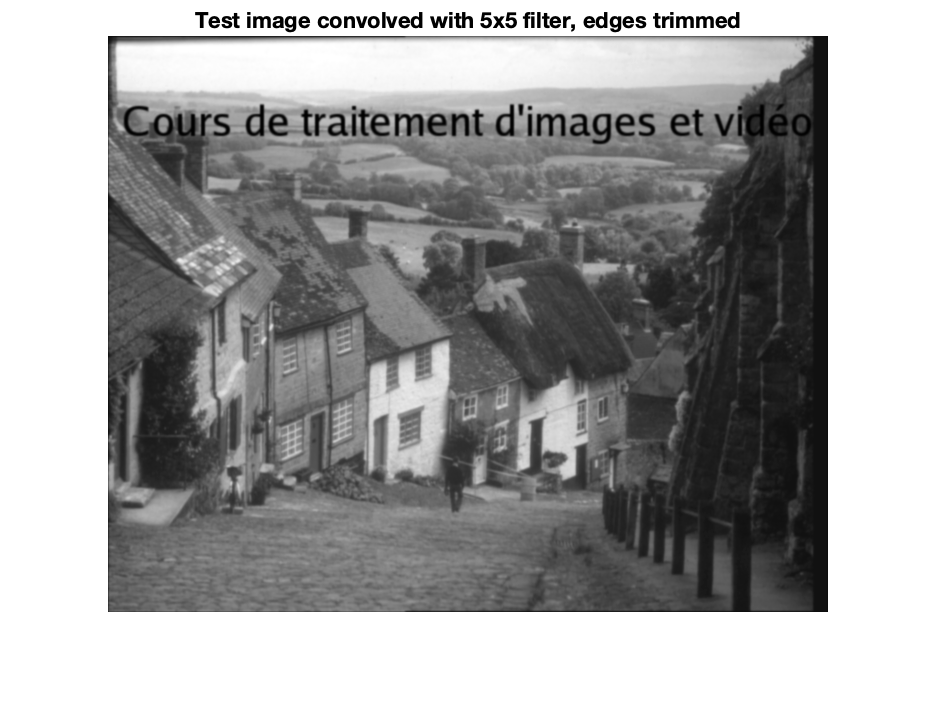 Test image convolved with 5x5 filter, edges trimmed
Cours de traitement d'images et vidéo